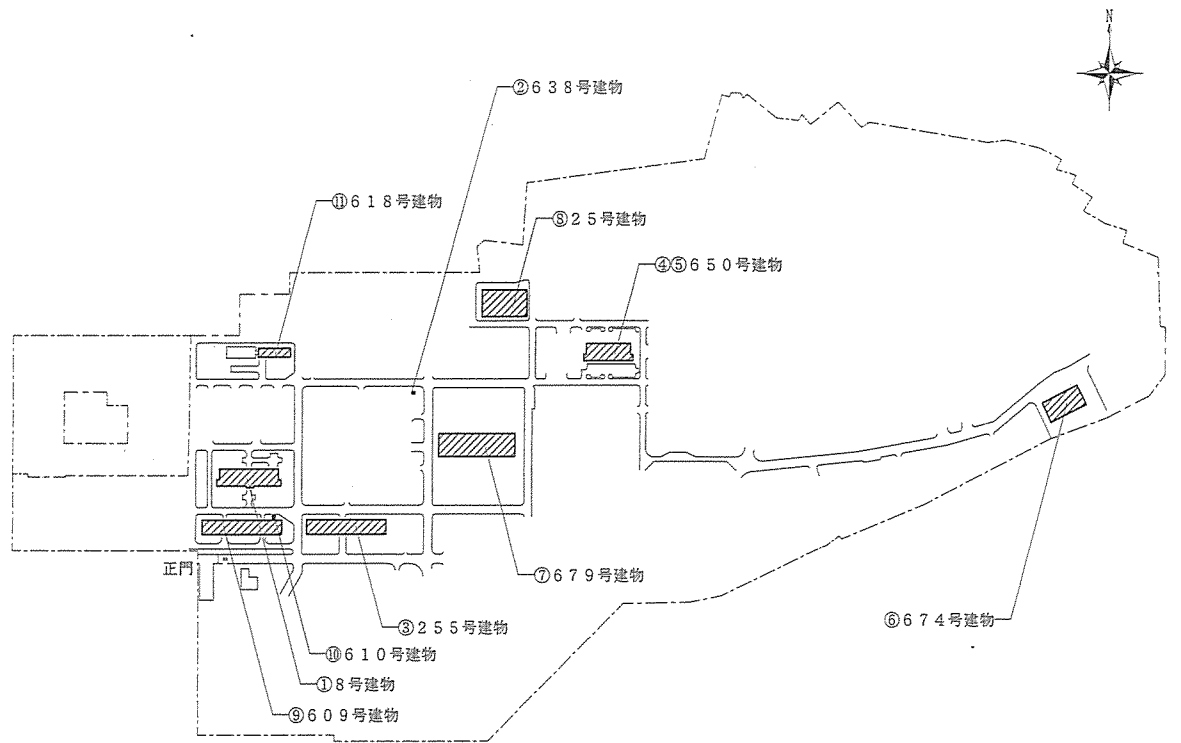 N
②６３８号建物
⑪６１８号建物
⑧２５号建物
④⑤６５０号建物
正門
⑦６７９号建物
⑥６７４号建物
③２５５号建物
⑩６１０号建物
①８号建物
⑨６０９号建物